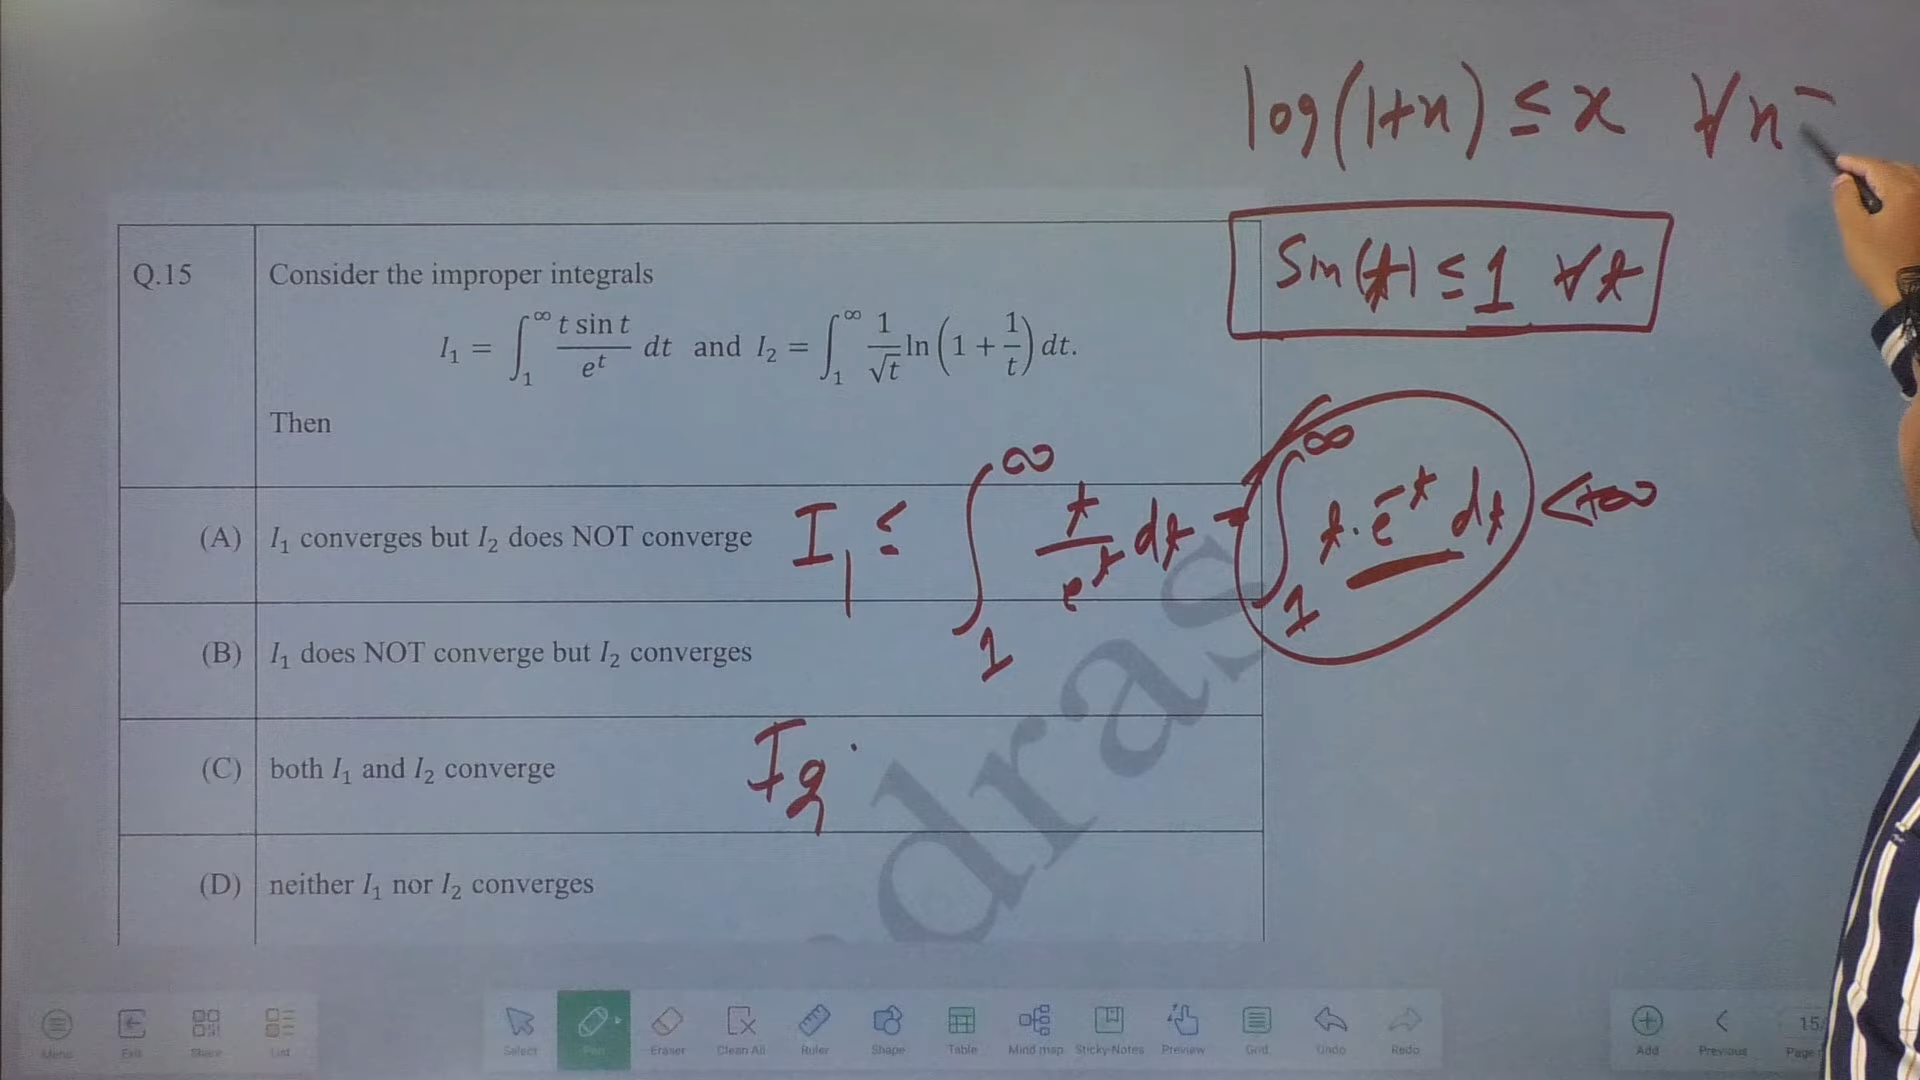 log(1+x) ≤ x ∀x
Sin(t) ≤ 1 ∀t
Q.15
Consider the improper integrals
I₁ = ∫₁^∞ (t sin t)/(e^t) dt and I₂ = ∫₁^∞ (1/√t) ln(1 + 1/t) dt.
Then
(A) I₁ converges but I₂ does NOT converge
I₁ ≤ ∫₁^∞ t/e^t dt = ∫₁^∞ t·e^-t dt < +∞
(B) I₁ does NOT converge but I₂ converges
(C) both I₁ and I₂ converge
I₂
(D) neither I₁ nor I₂ converges
dras
Menu Exit Share List Select Pen Eraser Clean All Ruler Shape Table Mind map Sticky-Notes Preview Grid Undo Redo Add Previous Page
15